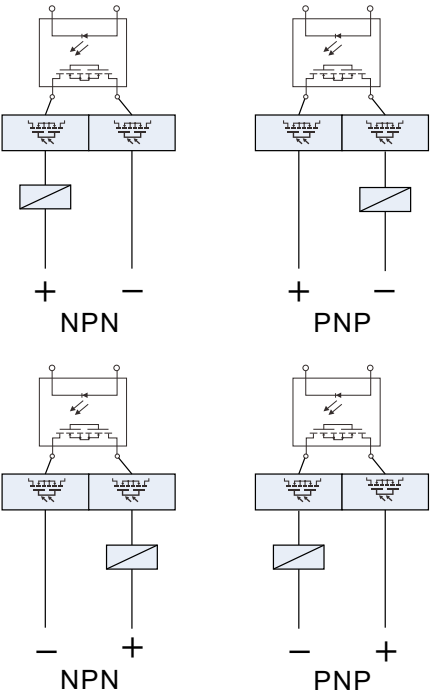 + − + −
NPN PNP
− + − +
NPN PNP